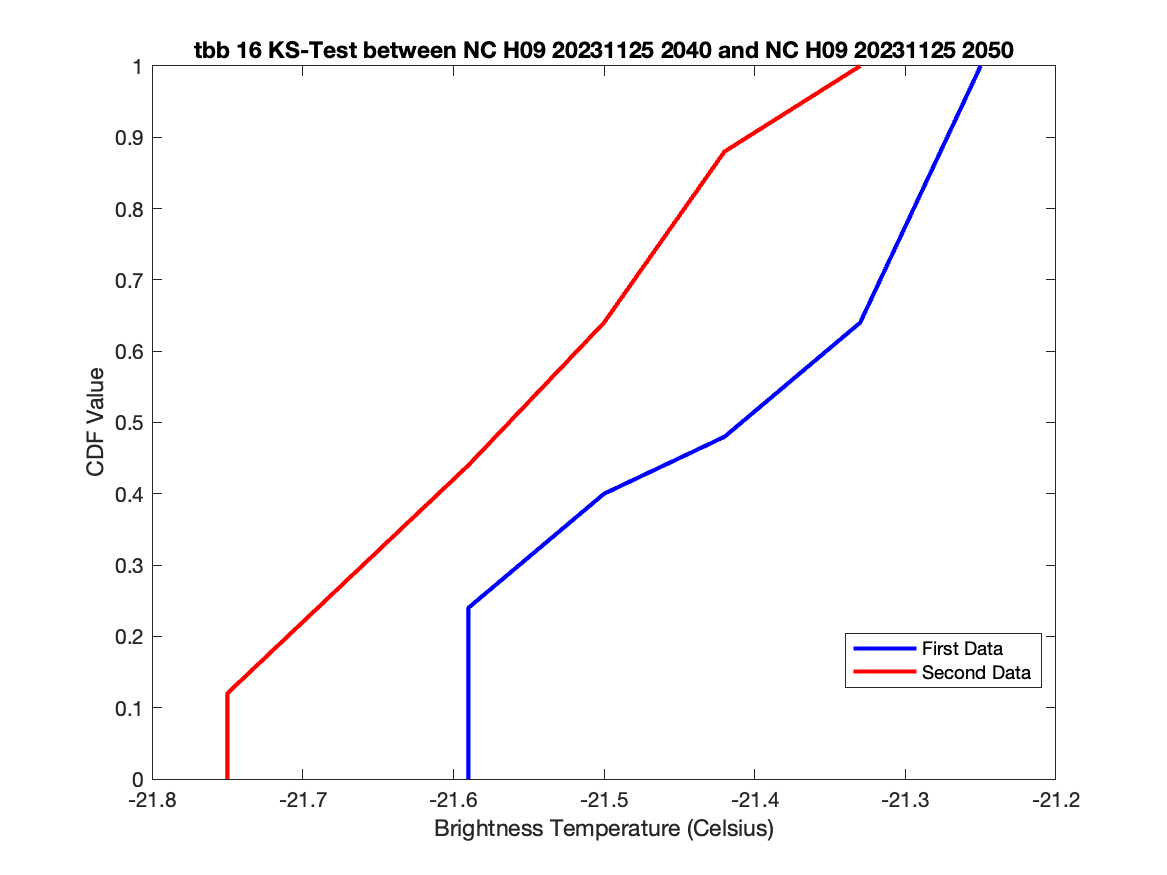 tbb 16 KS-Test between NC H09 20231125 2040 and NC H09 20231125 2050
1
0.9
0.8
0.7
0.6
0.5
0.4
0.3
0.2
0.1
0
CDF Value
First Data
Second Data
-21.8 -21.7 -21.6 -21.5 -21.4 -21.3 -21.2
Brightness Temperature (Celsius)